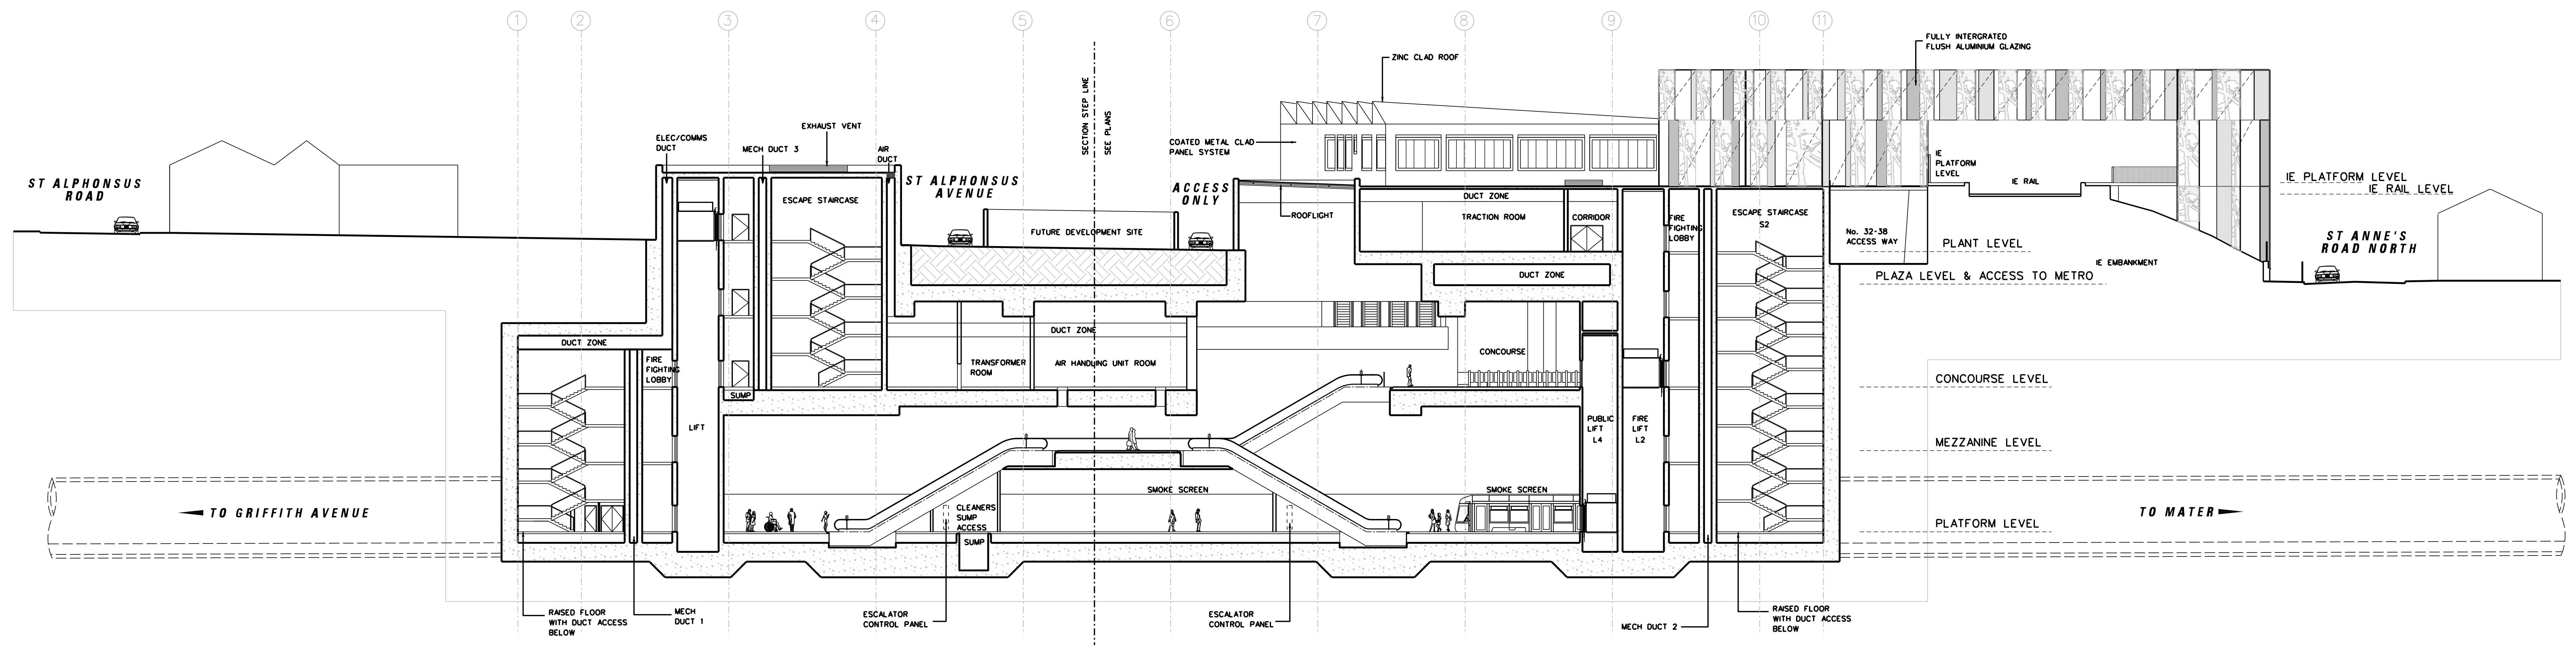 1
2
3
4
5
6
7
8
9
10
11
FULLY INTERGRATED
FLUSH ALUMINIUM GLAZING
ZINC CLAD ROOF
SECTION STEP LINE
SEE PLANS
EXHAUST VENT
ELEC/COMMS
DUCT
MECH DUCT 3
AIR
DUCT
COATED METAL CLAD
PANEL SYSTEM
IE
PLATFORM
LEVEL
IE RAIL
IE PLATFORM LEVEL
IE RAIL LEVEL
ST ALPHONSUS
ROAD
ST ALPHONSUS
AVENUE
ACCESS
ONLY
ESCAPE STAIRCASE
DUCT ZONE
TRACTION ROOM
CORRIDOR
ROOFLIGHT
FIRE
FIGHTING
LOBBY
ESCAPE STAIRCASE
S2
No. 32-38
ACCESS WAY
FUTURE DEVELOPMENT SITE
PLANT LEVEL
ST ANNE'S
ROAD NORTH
IE EMBANKMENT
DUCT ZONE
PLAZA LEVEL & ACCESS TO METRO
DUCT ZONE
DUCT ZONE
FIRE
FIGHTING
LOBBY
TRANSFORMER
ROOM
AIR HANDLING UNIT ROOM
CONCOURSE
CONCOURSE LEVEL
SUMP
LIFT
PUBLIC
LIFT
L4
FIRE
LIFT
L2
MEZZANINE LEVEL
SMOKE SCREEN
SMOKE SCREEN
TO GRIFFITH AVENUE
CLEANERS
SUMP
ACCESS
TO MATER
PLATFORM LEVEL
SUMP
RAISED FLOOR
WITH DUCT ACCESS
BELOW
MECH
DUCT 1
ESCALATOR
CONTROL PANEL
ESCALATOR
CONTROL PANEL
MECH DUCT 2
RAISED FLOOR
WITH DUCT ACCESS
BELOW